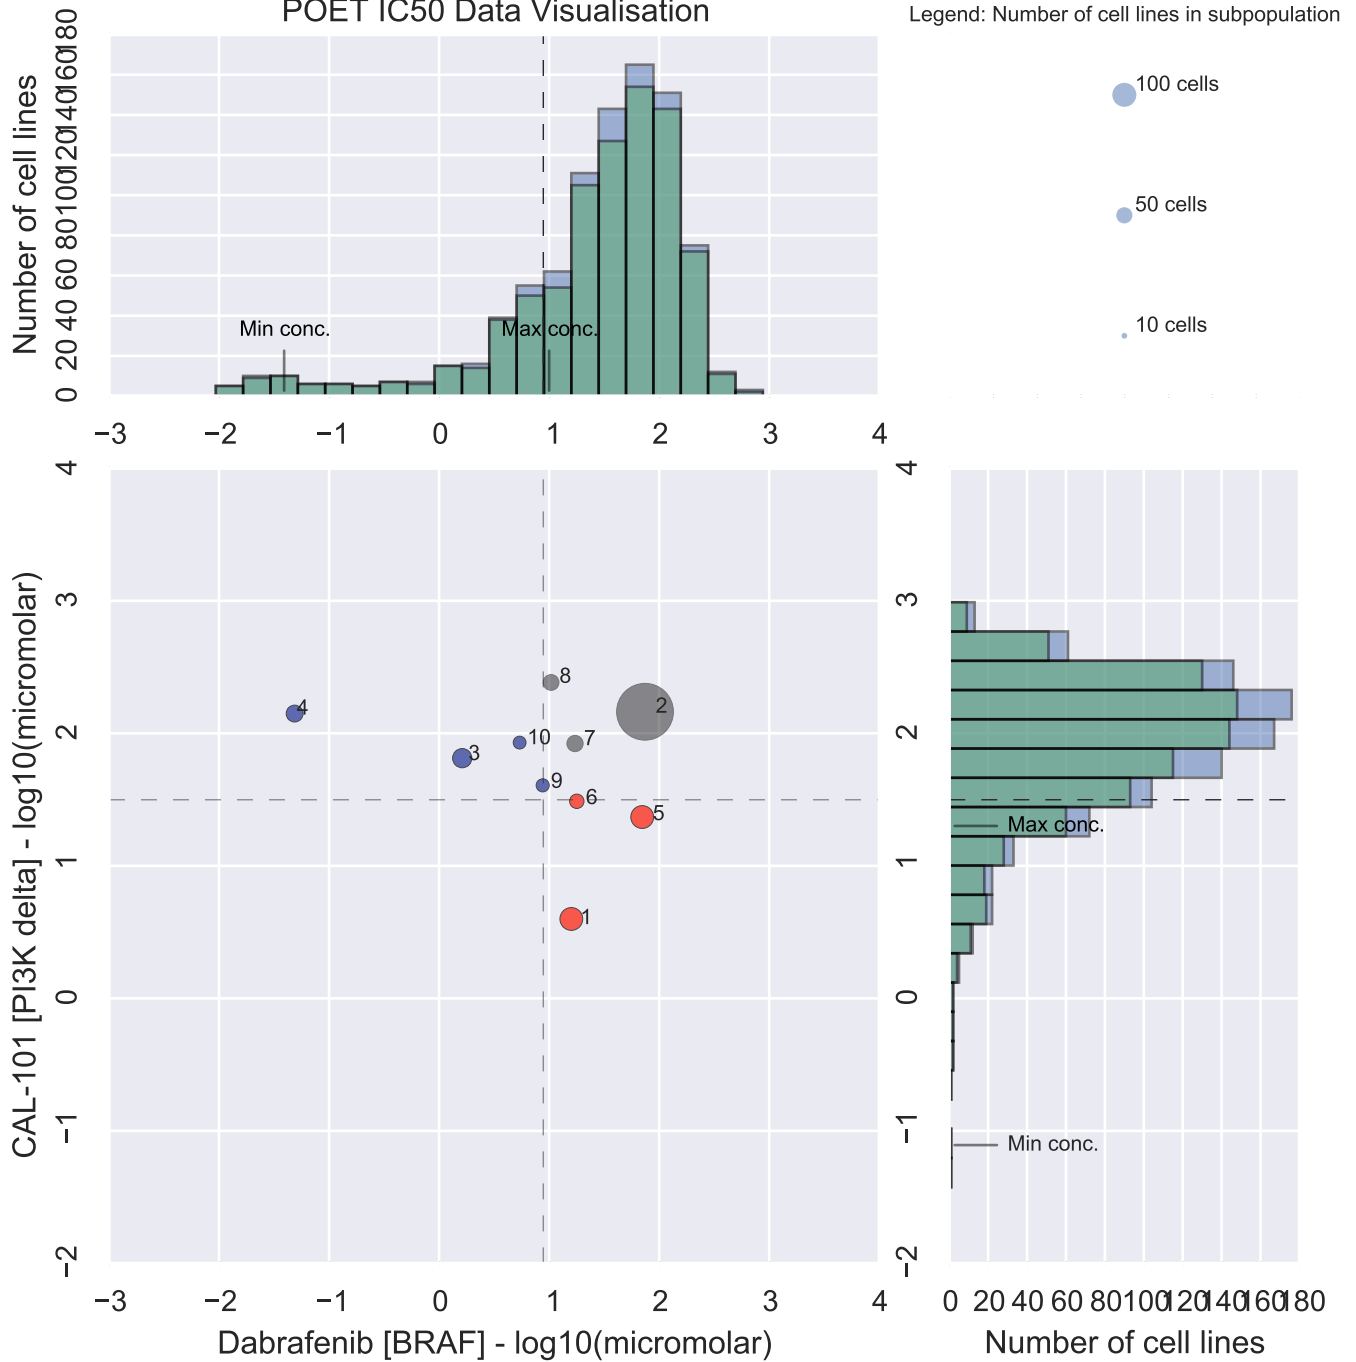 POET IC50 Data Visualisation
Legend: Number of cell lines in subpopulation
100 cells
50 cells
10 cells
Number of cell lines
180
160
140
120
100
80
60
40
20
0
Min conc.
Max conc.
−3 −2 −1 0 1 2 3 4
CAL-101 [PI3K delta] - log10(micromolar)
4
3
2
1
0
−1
−2
8
2
4
7
10
3
9
6
5
1
−3 −2 −1 0 1 2 3 4
Dabrafenib [BRAF] - log10(micromolar)
4
3
2
1
0
−1
−2
Max conc.
Min conc.
0 20 40 60 80 100 120 140 160 180
Number of cell lines